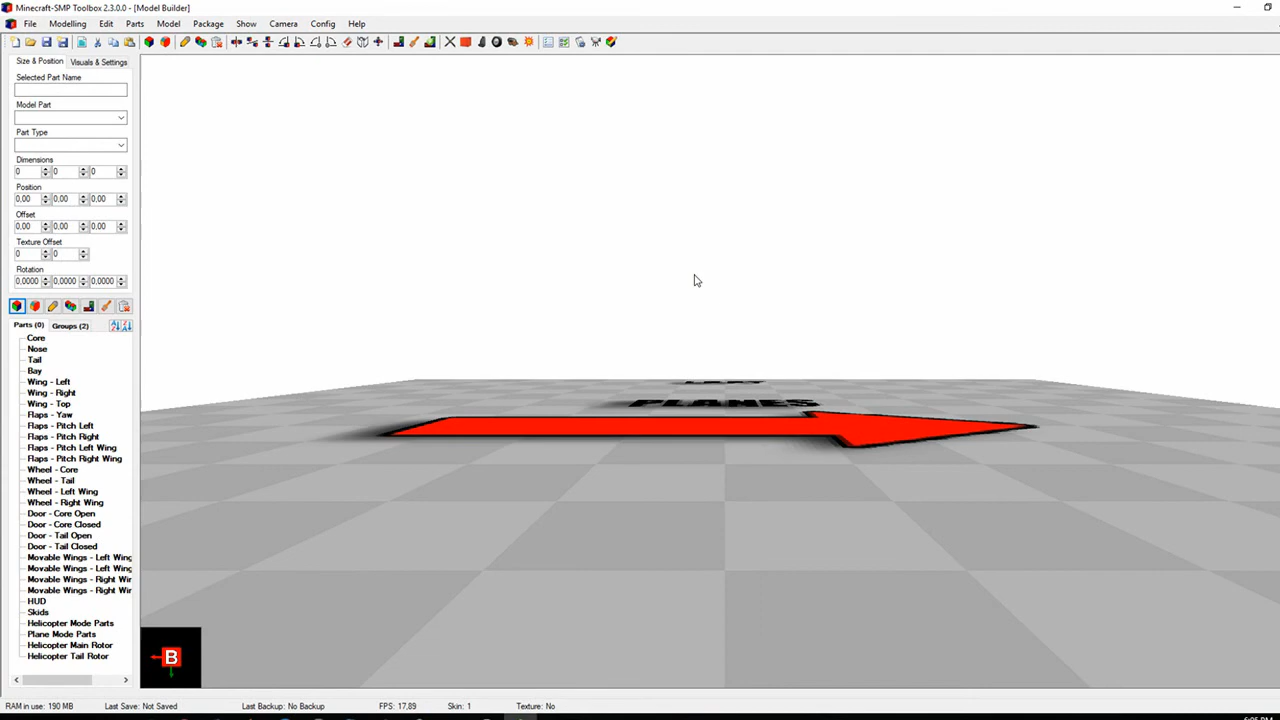 Minecraft-SMP Toolbox 2.3.0.0 - [Model Builder]
File Modelling Edit Parts Model Package Show Camera Config Help
Size & Position Visuals & Settings
Selected Part Name
Model Part
Part Type
Dimensions
0 0 0
Position
0.00 0.00 0.00
Offset
0.00 0.00 0.00
Texture Offset
0 0
Rotation
0.0000 0.0000 0.0000
Parts (0) Groups (2)
Core
Nose
Tail
Bay
Wing - Left
Wing - Right
Wing - Top
Flaps - Yaw
Flaps - Pitch Left
Flaps - Pitch Right
Flaps - Pitch Left Wing
Flaps - Pitch Right Wing
Wheel - Core
Wheel - Tail
Wheel - Left Wing
Wheel - Right Wing
Door - Core Open
Door - Core Closed
Door - Tail Open
Door - Tail Closed
Movable Wings - Left Wing
Movable Wings - Left Wing
Movable Wings - Right Wir
Movable Wings - Right Wir
HUD
Skids
Helicopter Mode Parts
Plane Mode Parts
Helicopter Main Rotor
Helicopter Tail Rotor
PLANES
B
RAM in use: 190 MB Last Save: Not Saved Last Backup: No Backup FPS: 17,89 Skin: 1 Texture: No